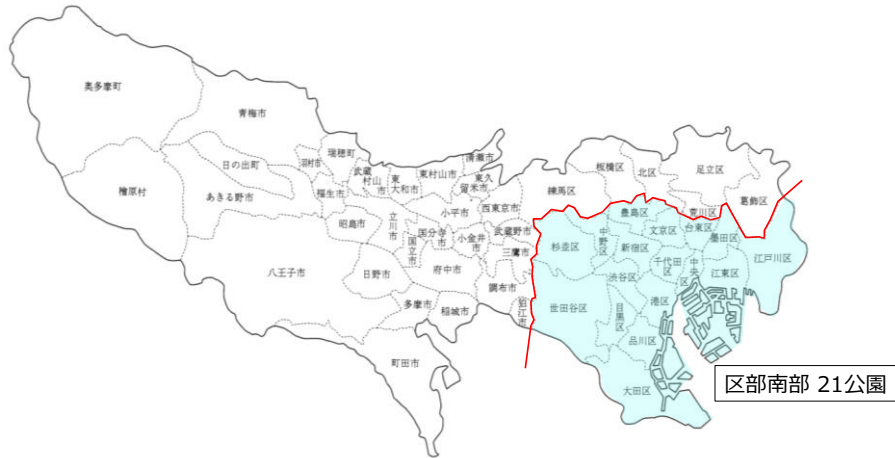 奥多摩町
青梅市
瑞穂町
羽村市
武蔵
村山
市
東
大和市
東村山市
清瀬市
東久
留米市
日の出町
檜原村
あきる野市
福生市
昭島市
立川市
国立市
国分寺
市
小平市
小金井
市
西東京市
武蔵野市
三鷹市
八王子市
日野市
府中市
調布市
狛江市
多摩市
稲城市
町田市
練馬区
板橋区
北区
足立区
葛飾区
荒川区
豊島区
文京区
台東区
墨田区
江戸川区
杉並区
中野区
新宿区
千代田
区
中央
区
江東区
渋谷区
世田谷区
目黒区
港区
品川区
大田区
区部南部 21公園